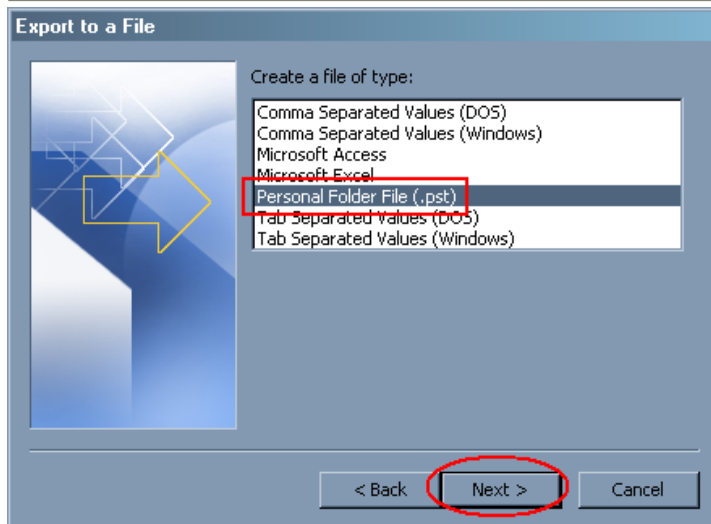 Export to a File
Create a file of type:
Comma Separated Values (DOS)
Comma Separated Values (Windows)
Microsoft Access
Microsoft Excel
Personal Folder File (.pst)
Tab Separated Values (DOS)
Tab Separated Values (Windows)
< Back Next > Cancel